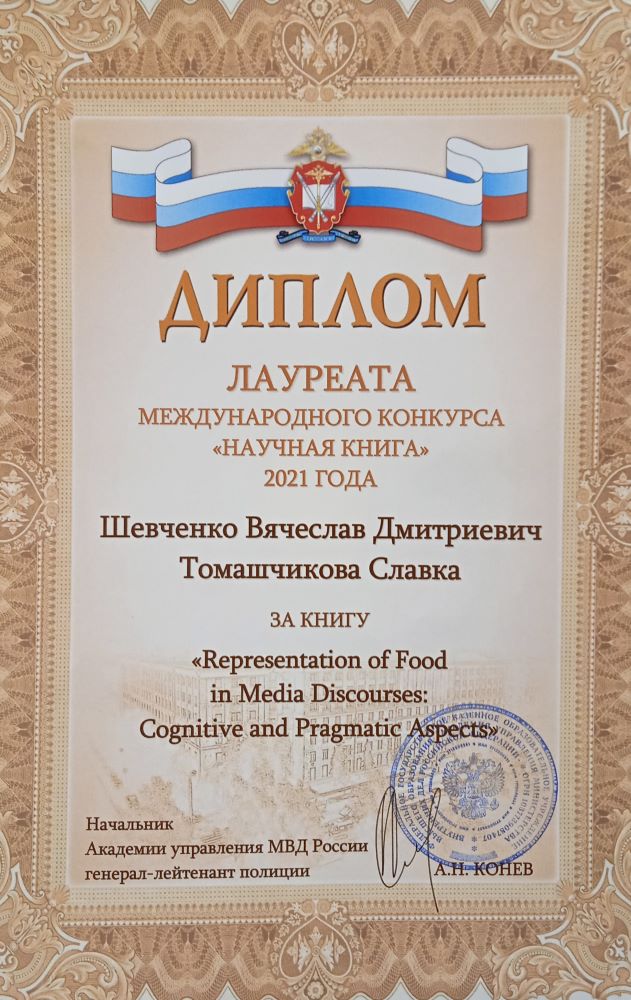 ДИПЛОМ
ЛАУРЕАТА
МЕЖДУНАРОДНОГО КОНКУРСА
«НАУЧНАЯ КНИГА»
2021 ГОДА
Шевченко Вячеслав Дмитриевич
Томашчикова Славка
ЗА КНИГУ
«Representation of Food
in Media Discourses:
Cognitive and Pragmatic Aspects»
Начальник
Академии управления МВД России
генерал-лейтенант полиции
А.Н. КОНЕВ